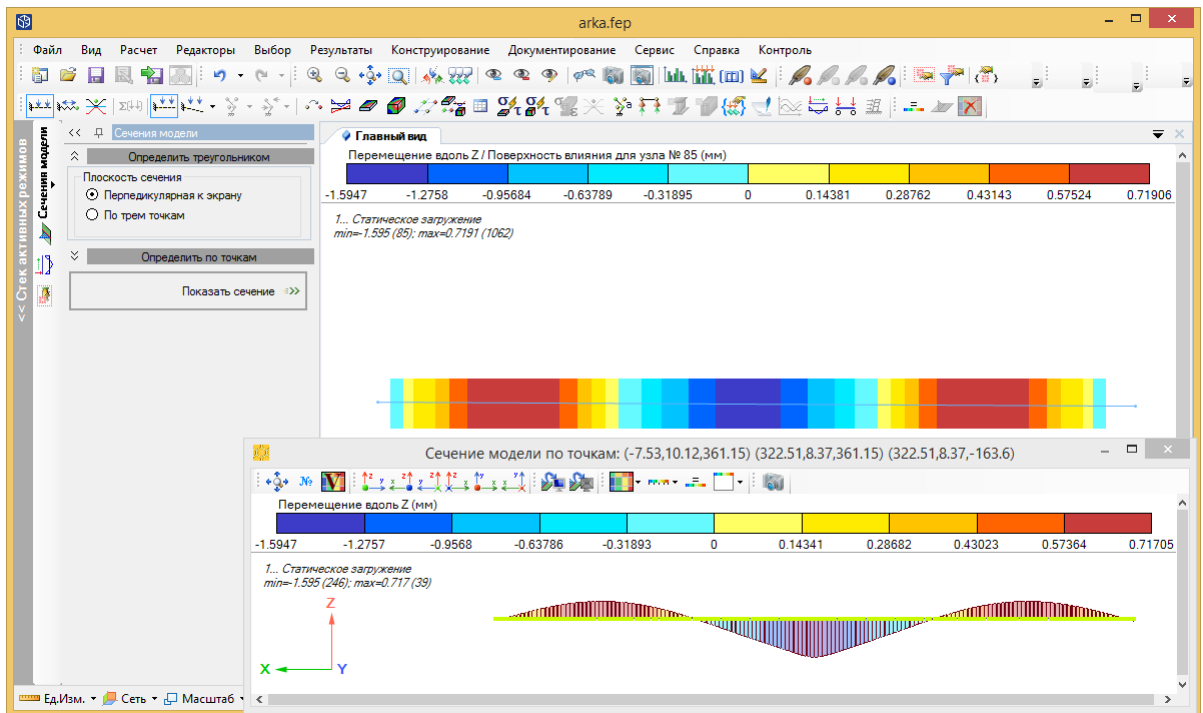 arka.fep
Файл Вид Расчет Редакторы Выбор Результаты Конструирование Документирование Сервис Справка Контроль
<< Стек активных режимов
Сечения модели
<< Сечения модели
Определить треугольником
Плоскость сечения
Перпедикулярная к экрану
По трем точкам
Определить по точкам
Показать сечение
Главный вид
Перемещение вдоль Z / Поверхность влияния для узла № 85 (мм)
-1.5947 -1.2758 -0.95684 -0.63789 -0.31895 0 0.14381 0.28762 0.43143 0.57524 0.71906
1... Статическое загружение
min=-1.595 (85); max=0.7191 (1062)
Сечение модели по точкам: (-7.53,10.12,361.15) (322.51,8.37,361.15) (322.51,8.37,-163.6)
Перемещение вдоль Z (мм)
-1.5947 -1.2757 -0.9568 -0.63786 -0.31893 0 0.14341 0.28682 0.43023 0.57364 0.71705
1... Статическое загружение
min=-1.595 (246); max=0.717 (39)
Z
X Y
Ед.Изм. Сеть Масштаб